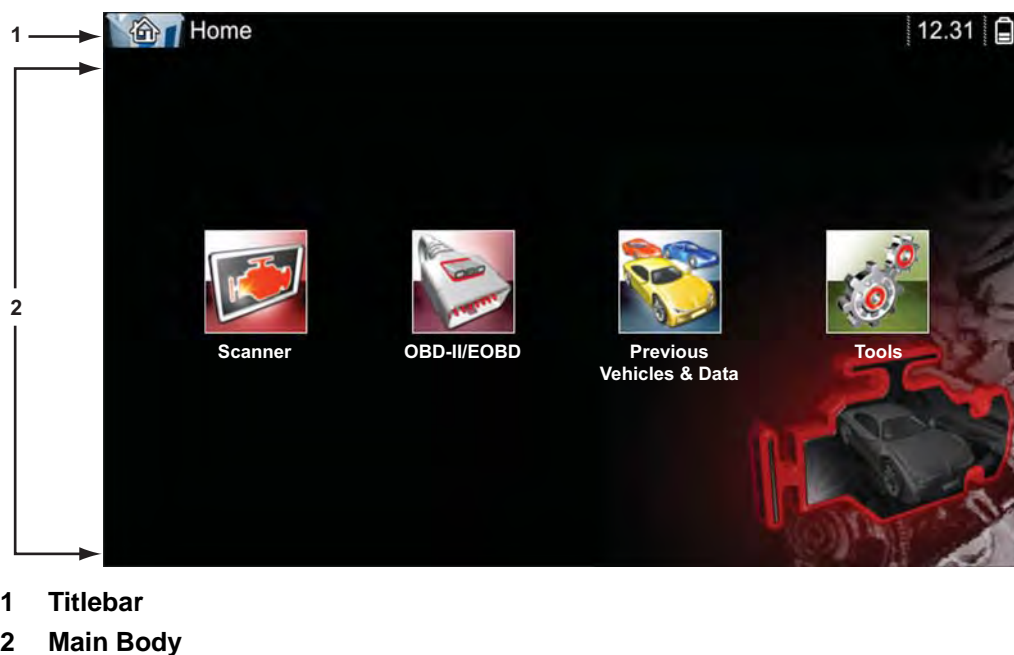 1
Home
12.31
2
Scanner
OBD-II/EOBD
Previous
Vehicles & Data
Tools
1 Titlebar
2 Main Body